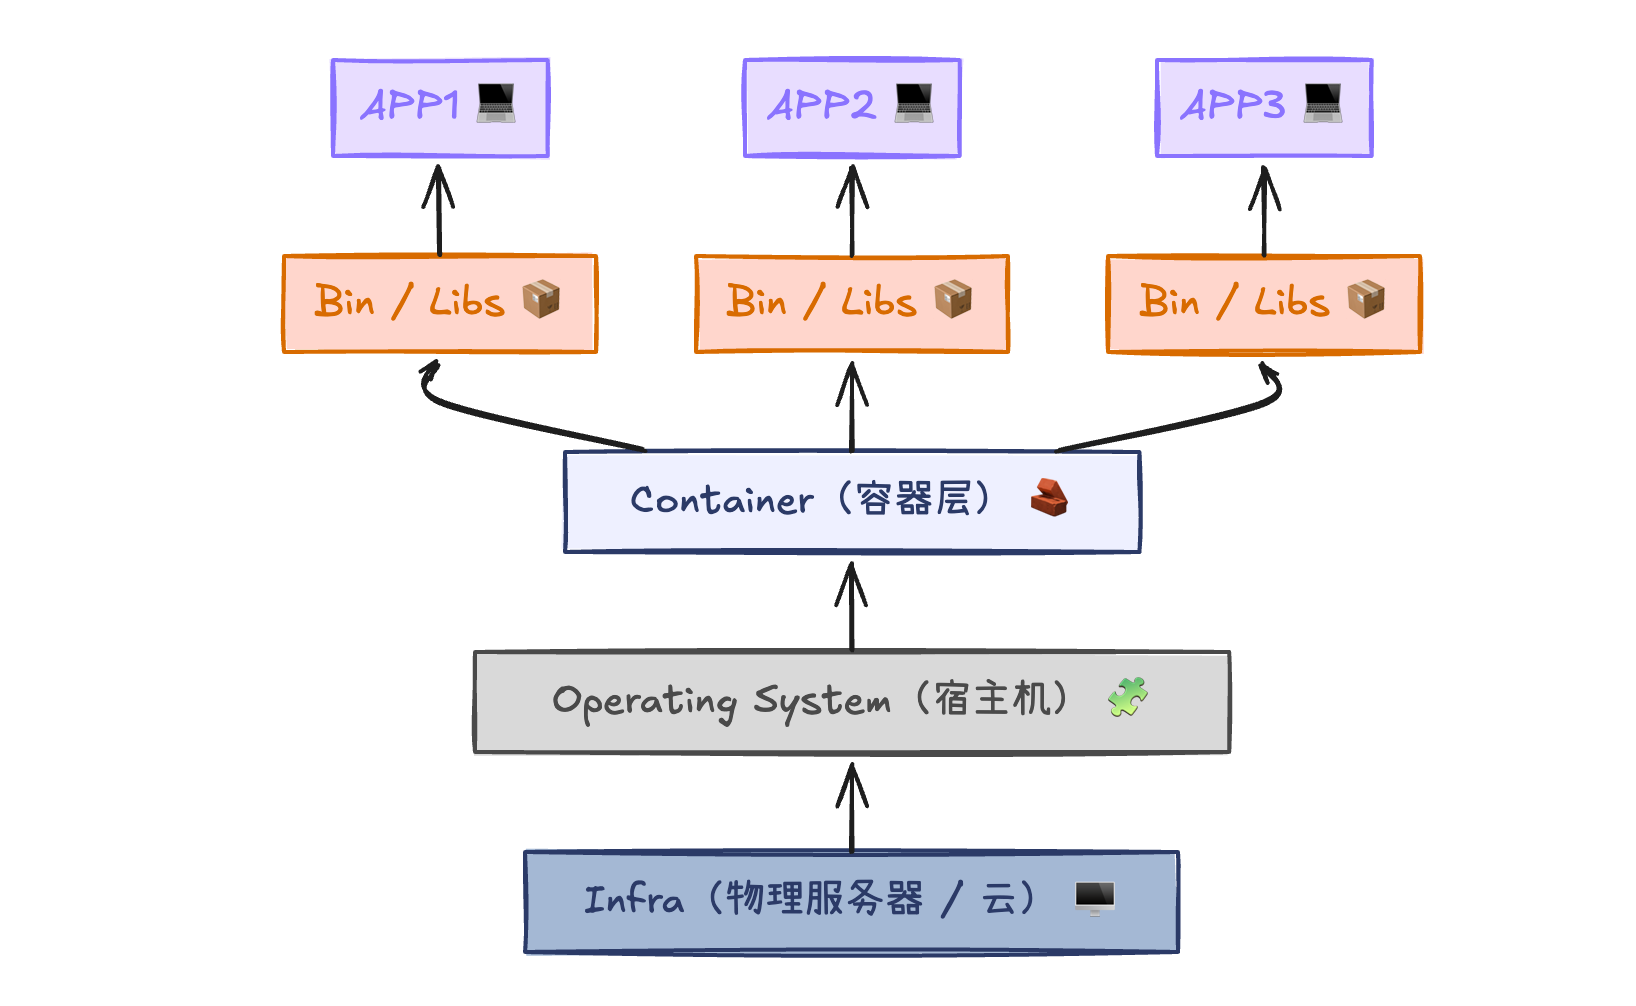 APP1
APP2
APP3
Bin / Libs
Bin / Libs
Bin / Libs
Container（容器层）
Operating System（宿主机）
Infra（物理服务器 / 云）